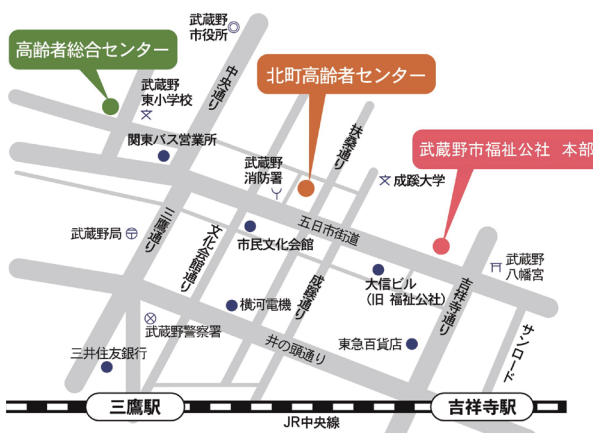 武蔵野
市役所
高齢者総合センター
中央通り
北町高齢者センター
武蔵野
東小学校
扶桑通り
関東バス営業所
武蔵野市福祉公社 本部
武蔵野
消防署
成蹊大学
三鷹通り
五日市街道
武蔵野局
文化会館通り
市民文化会館
武蔵野
八幡宮
成蹊通り
大信ビル
(旧 福祉公社)
吉祥寺通り
横河電機
武蔵野警察署
井の頭通り
東急百貨店
サンロード
三井住友銀行
三鷹駅
吉祥寺駅
JR中央線